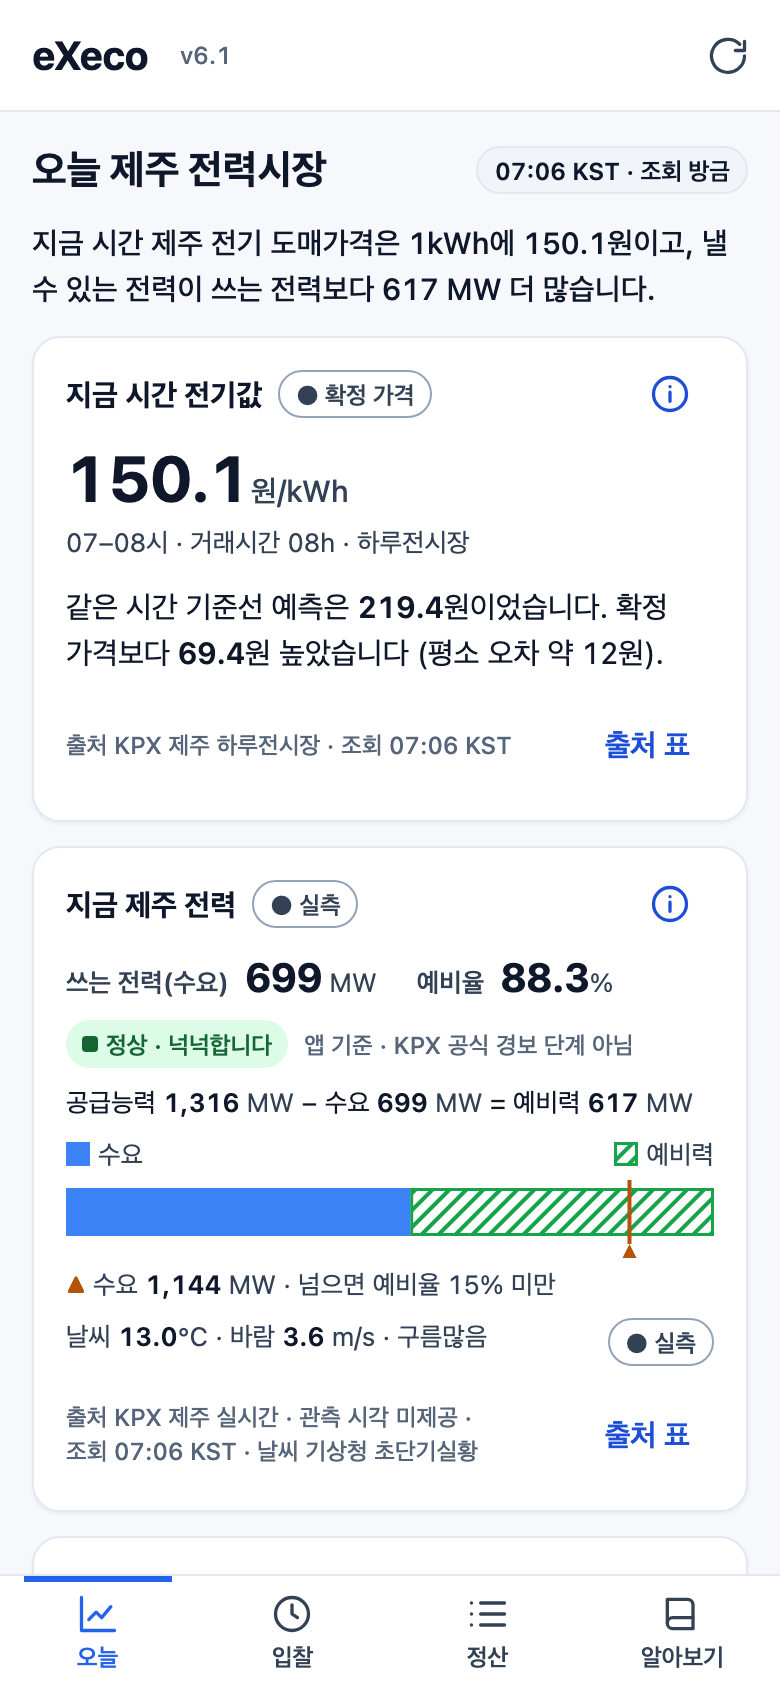 eXeco v6.1
오늘 제주 전력시장
07:06 KST · 조회 방금
지금 시간 제주 전기 도매가격은 1kWh에 150.1원이고, 낼
수 있는 전력이 쓰는 전력보다 617 MW 더 많습니다.
지금 시간 전기값
확정 가격
150.1원/kWh
07–08시 · 거래시간 08h · 하루전시장
같은 시간 기준선 예측은 219.4원이었습니다. 확정
가격보다 69.4원 높았습니다 (평소 오차 약 12원).
출처 KPX 제주 하루전시장 · 조회 07:06 KST
출처 표
지금 제주 전력
실측
쓰는 전력(수요) 699 MW 예비율 88.3%
정상 · 넉넉합니다
앱 기준 · KPX 공식 경보 단계 아님
공급능력 1,316 MW − 수요 699 MW = 예비력 617 MW
수요
예비력
수요 1,144 MW · 넘으면 예비율 15% 미만
날씨 13.0°C · 바람 3.6 m/s · 구름많음
실측
출처 KPX 제주 실시간 · 관측 시각 미제공 ·
조회 07:06 KST · 날씨 기상청 초단기실황
출처 표
오늘
입찰
정산
알아보기